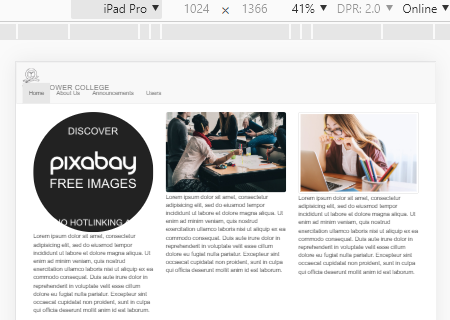 iPad Pro ▼ 1024 × 1366 41% ▼ DPR: 2.0 ▼ Online ▼
OWER COLLEGE
Home About Us Announcements Users
DISCOVER
pixabay
FREE IMAGES
NO HOTLINKING
Lorem ipsum dolor sit amet, consectetur
adipisicing elit, sed do eiusmod tempor
incididunt ut labore et dolore magna aliqua. Ut
enim ad minim veniam, quis nostrud
exercitation ullamco laboris nisi ut aliquip ex ea
commodo consequat. Duis aute irure dolor in
reprehenderit in voluptate velit esse cillum
dolore eu fugiat nulla pariatur. Excepteur sint
occaecat cupidatat non proident, sunt in culpa
qui officia deserunt mollit anim id est laborum.
Lorem ipsum dolor sit amet, consectetur
adipisicing elit, sed do eiusmod tempor
incididunt ut labore et dolore magna aliqua. Ut
enim ad minim veniam, quis nostrud
exercitation ullamco laboris nisi ut aliquip ex ea
commodo consequat. Duis aute irure dolor in
reprehenderit in voluptate velit esse cillum
dolore eu fugiat nulla pariatur. Excepteur sint
occaecat cupidatat non proident, sunt in culpa
qui officia deserunt mollit anim id est laborum.
Lorem ipsum dolor sit amet, consectetur
adipisicing elit, sed do eiusmod tempor
incididunt ut labore et dolore magna aliqua. Ut
enim ad minim veniam, quis nostrud
exercitation ullamco laboris nisi ut aliquip ex ea
commodo consequat. Duis aute irure dolor in
reprehenderit in voluptate velit esse cillum
dolore eu fugiat nulla pariatur. Excepteur sint
occaecat cupidatat non proident, sunt in culpa
qui officia deserunt mollit anim id est laborum.